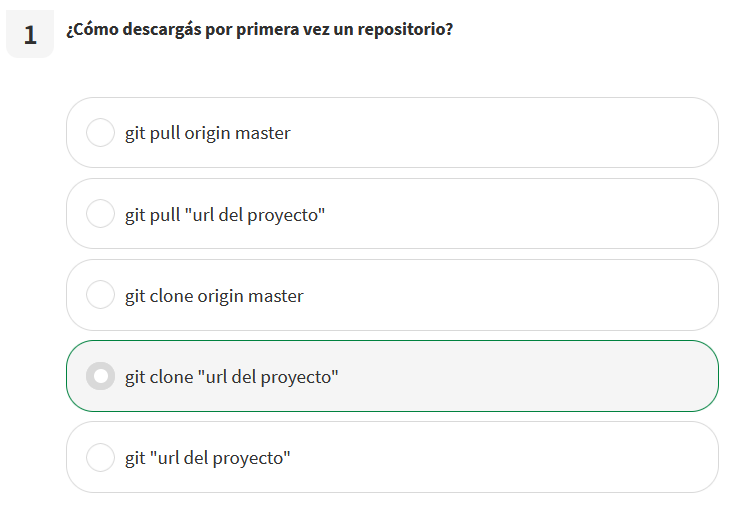 1
¿Cómo descargás por primera vez un repositorio?
git pull origin master
git pull "url del proyecto"
git clone origin master
git clone "url del proyecto"
git "url del proyecto"